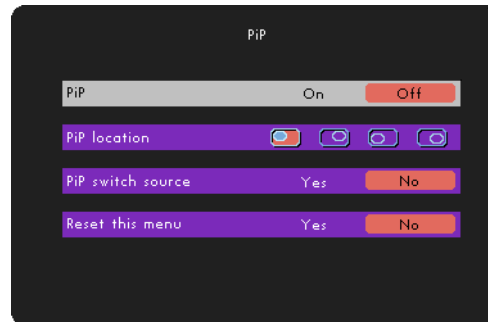 PiP
PiP On Off
PiP location
PiP switch source Yes No
Reset this menu Yes No